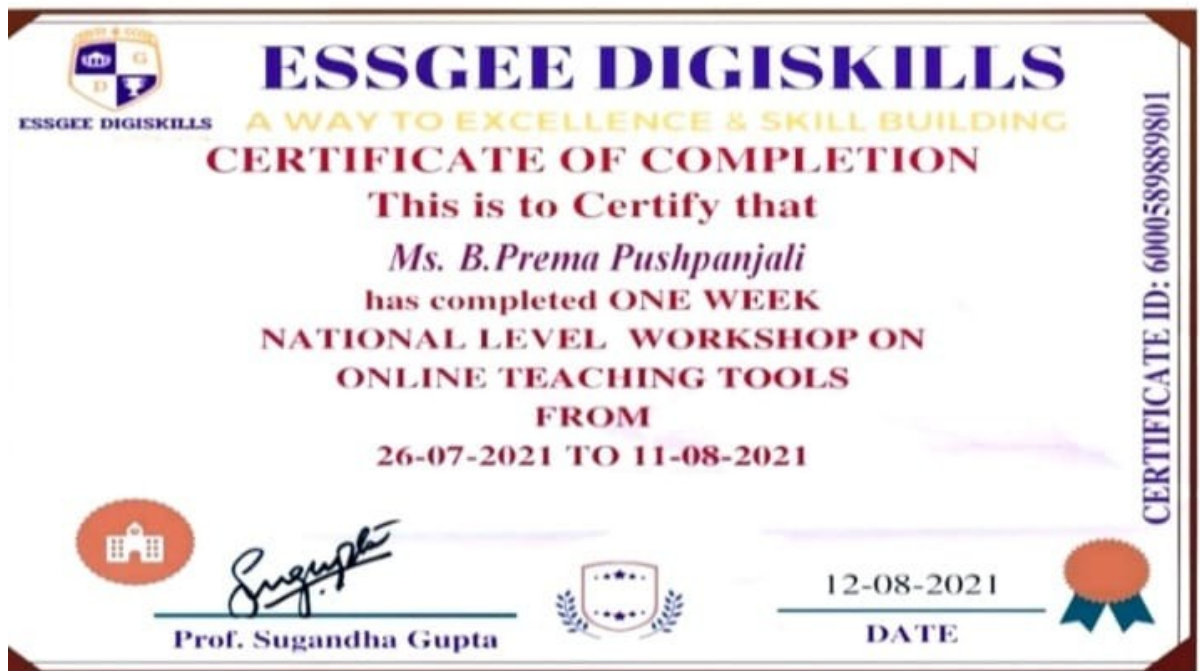 ESSGEE DIGISKILLS
A WAY TO EXCELLENCE & SKILL BUILDING
G
D
ESSGEE DIGISKILLS
CERTIFICATE OF COMPLETION
This is to Certify that
Ms. B.Prema Pushpanjali
has completed ONE WEEK
NATIONAL LEVEL WORKSHOP ON
ONLINE TEACHING TOOLS
FROM
26-07-2021 TO 11-08-2021
CERTIFICATE ID: 6000589889801
Prof. Sugandha Gupta
12-08-2021
DATE